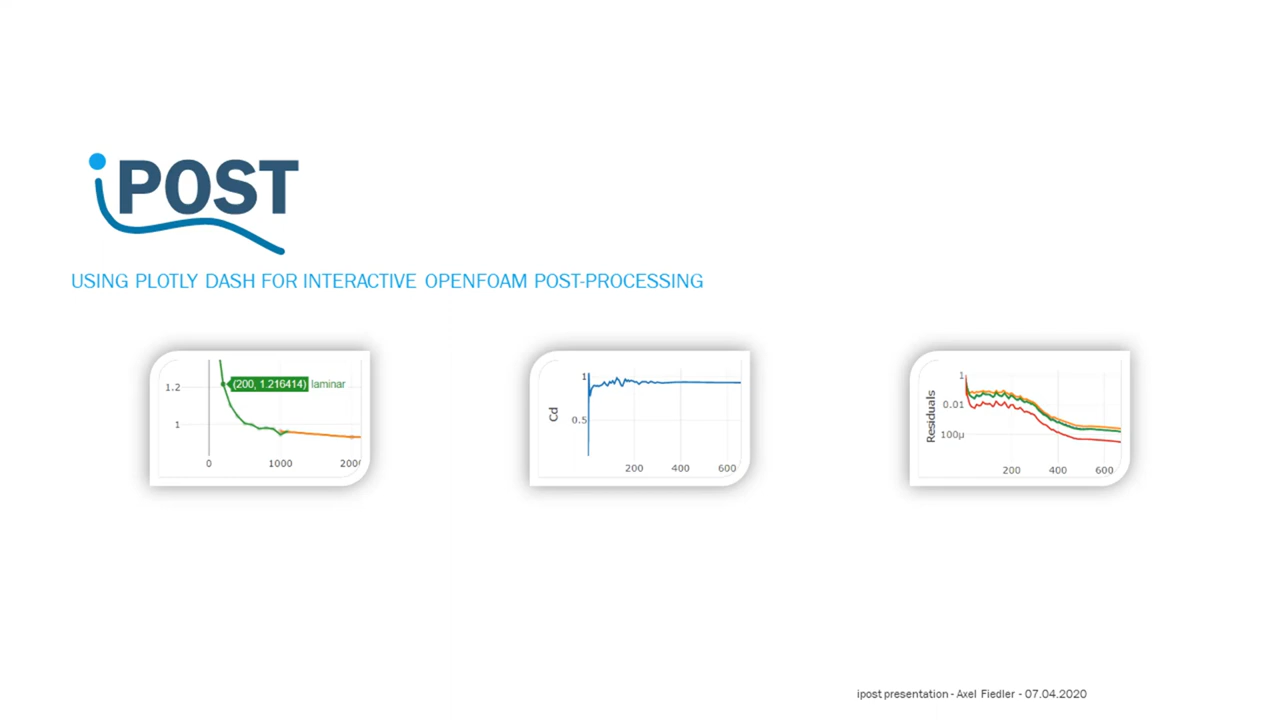 iPOST
USING PLOTLY DASH FOR INTERACTIVE OPENFOAM POST-PROCESSING
1.2
(200, 1.216414) laminar
1
0
1000
2000
1
Cd
0.5
200
400
600
1
0.01
Residuals
100μ
200
400
600
ipost presentation - Axel Fiedler - 07.04.2020